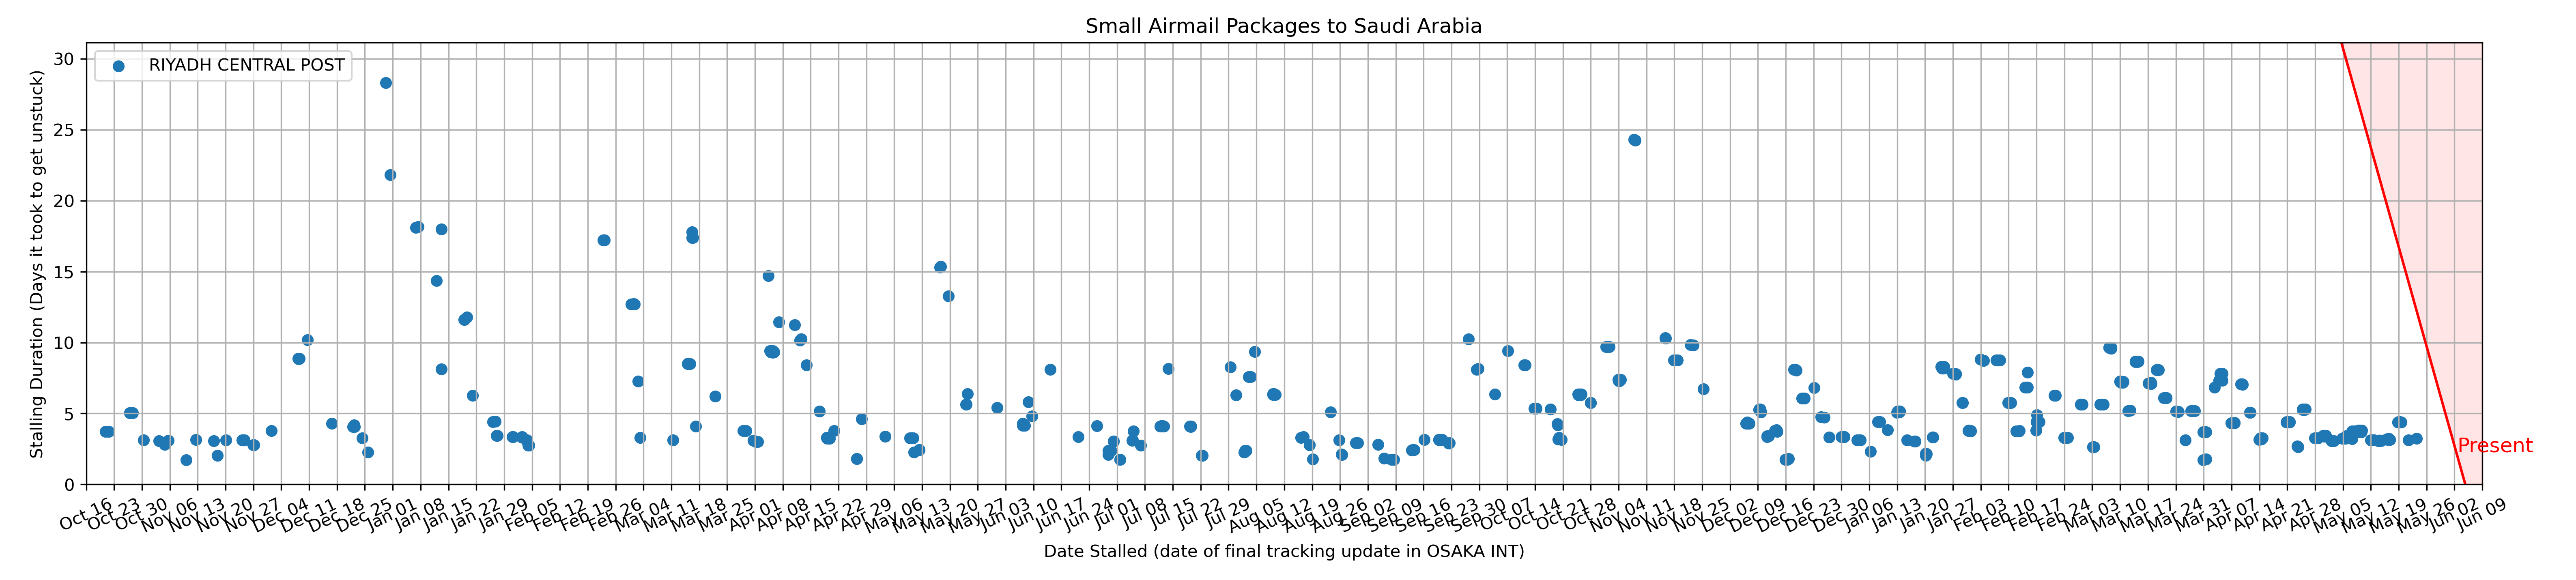 Small Airmail Packages to Saudi Arabia
RIYADH CENTRAL POST
Stalling Duration (Days it took to get unstuck)
30
25
20
15
10
5
0
Present
Oct 16
Oct 23
Oct 30
Nov 06
Nov 13
Nov 20
Nov 27
Dec 04
Dec 11
Dec 18
Dec 25
Jan 01
Jan 08
Jan 15
Jan 22
Jan 29
Feb 05
Feb 12
Feb 19
Feb 26
Mar 04
Mar 11
Mar 18
Mar 25
Apr 01
Apr 08
Apr 15
Apr 22
Apr 29
May 06
May 13
May 20
May 27
Jun 03
Jun 10
Jun 17
Jun 24
Jul 01
Jul 08
Jul 15
Jul 22
Jul 29
Aug 05
Aug 12
Aug 19
Aug 26
Sep 02
Sep 09
Sep 16
Sep 23
Sep 30
Oct 07
Oct 14
Oct 21
Oct 28
Nov 04
Nov 11
Nov 18
Nov 25
Dec 02
Dec 09
Dec 16
Dec 23
Dec 30
Jan 06
Jan 13
Jan 20
Jan 27
Feb 03
Feb 10
Feb 17
Feb 24
Mar 03
Mar 10
Mar 17
Mar 24
Mar 31
Apr 07
Apr 14
Apr 21
Apr 28
May 05
May 12
May 19
May 26
Jun 02
Jun 09
Date Stalled (date of final tracking update in OSAKA INT)